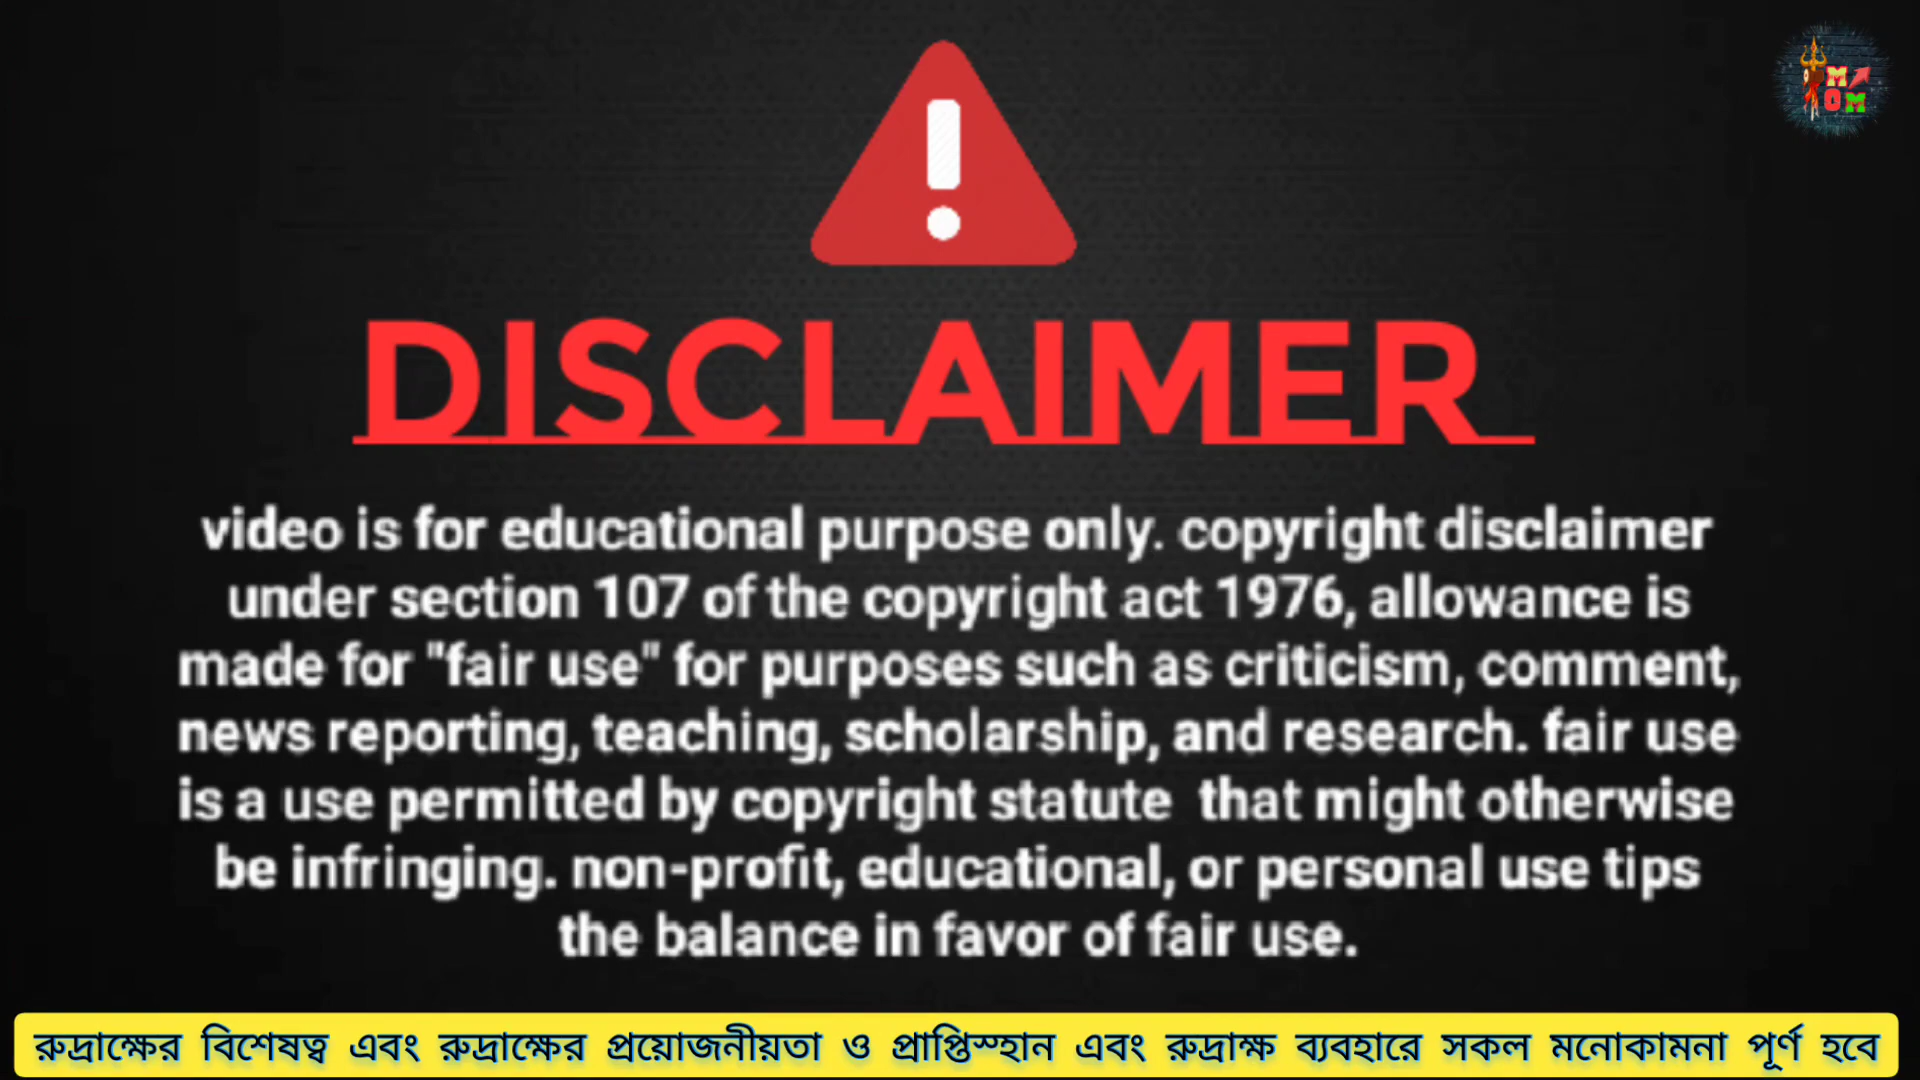 M
OM
DISCLAIMER
video is for educational purpose only. copyright disclaimer
under section 107 of the copyright act 1976, allowance is
made for "fair use" for purposes such as criticism, comment,
news reporting, teaching, scholarship, and research. fair use
is a use permitted by copyright statute that might otherwise
be infringing. non-profit, educational, or personal use tips
the balance in favor of fair use.
রুদ্রাক্ষের বিশেষত্ব এবং রুদ্রাক্ষের প্রয়োজনীয়তা ও প্রাপ্তিস্হান এবং রুদ্রাক্ষ ব্যবহারে সকল মনোকামনা পূর্ণ হবে